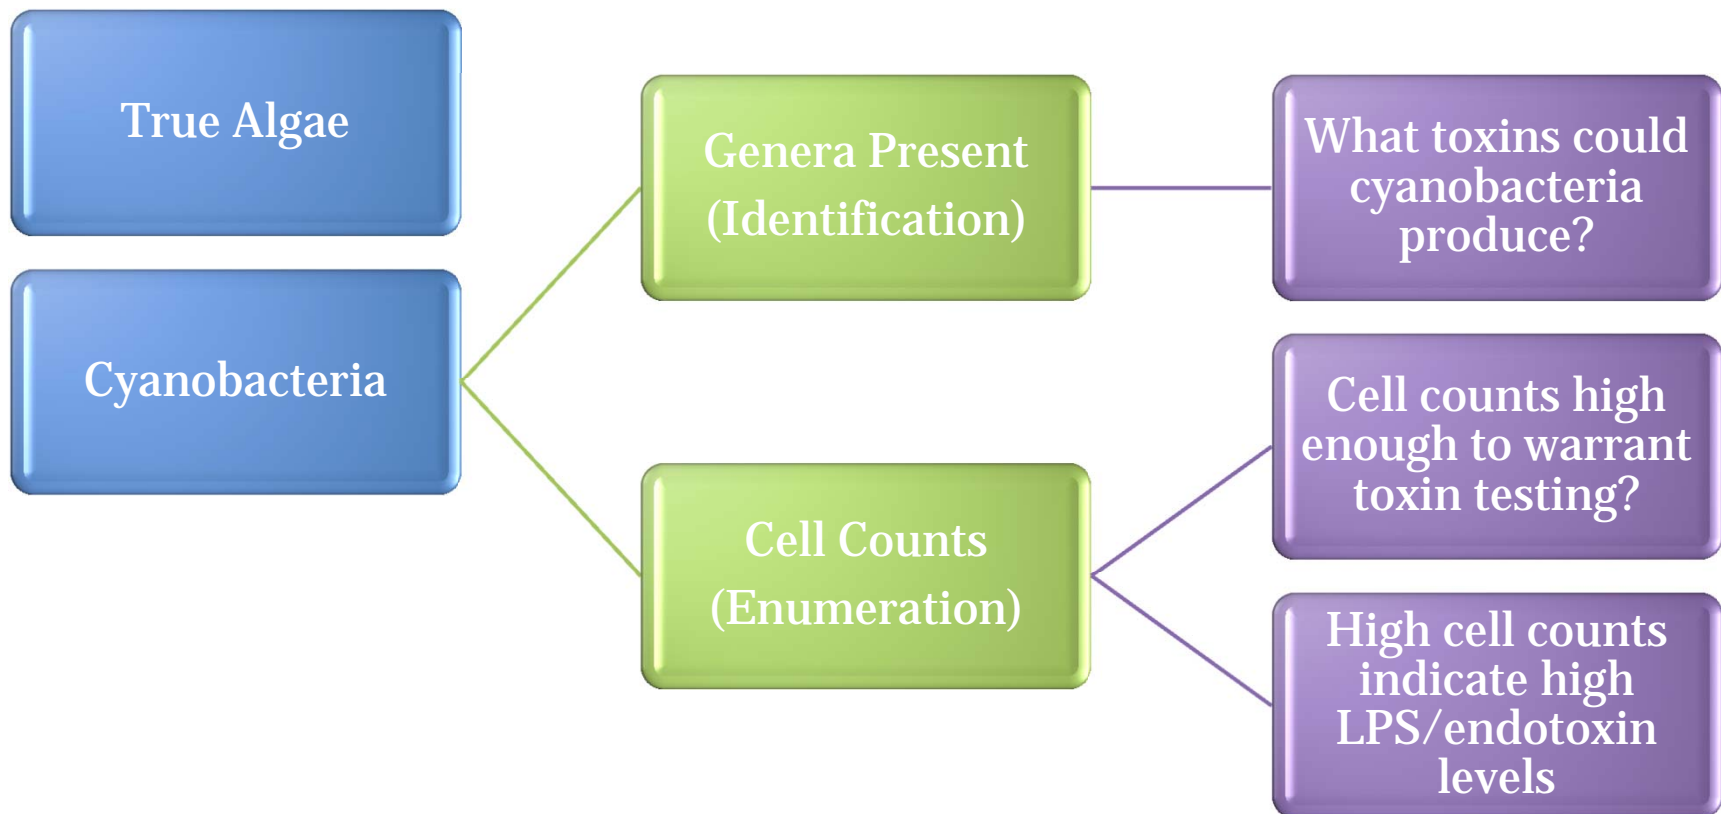 True Algae
Cyanobacteria
Genera Present
(Identification)
Cell Counts
(Enumeration)
What toxins could
cyanobacteria
produce?
Cell counts high
enough to warrant
toxin testing?
High cell counts
indicate high
LPS/endotoxin
levels